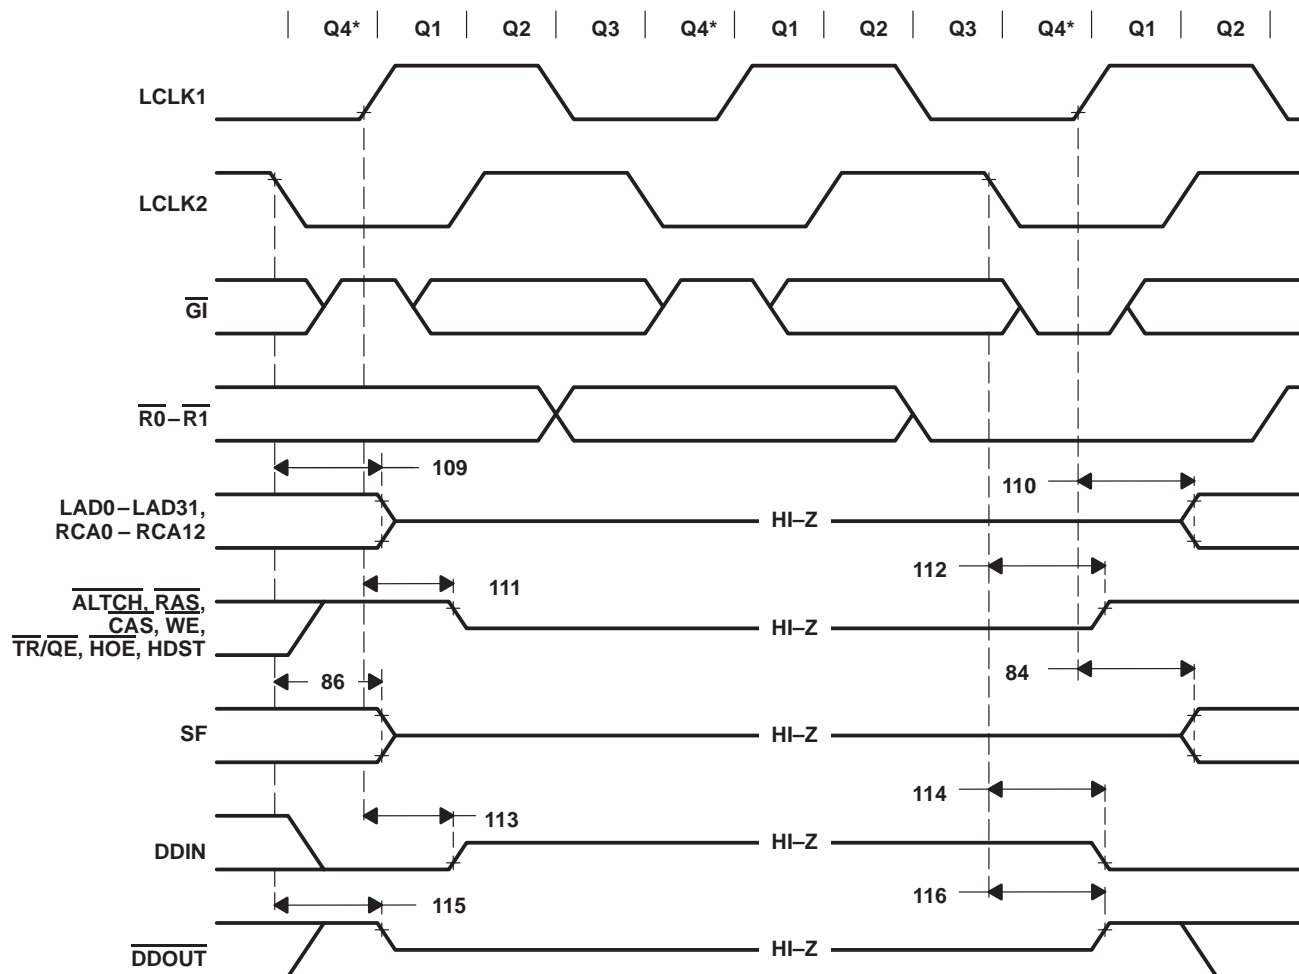 Q4* Q1 Q2 Q3 Q4* Q1 Q2 Q3 Q4* Q1 Q2
LCLK1
LCLK2
GI
R0–R1
109
LAD0–LAD31,
RCA0 – RCA12
HI–Z
110
111
112
ALTCH, RAS,
CAS, WE,
TR/QE, HOE, HDST
HI–Z
86
84
SF
HI–Z
113
114
DDIN
HI–Z
115
116
DDOUT
HI–Z